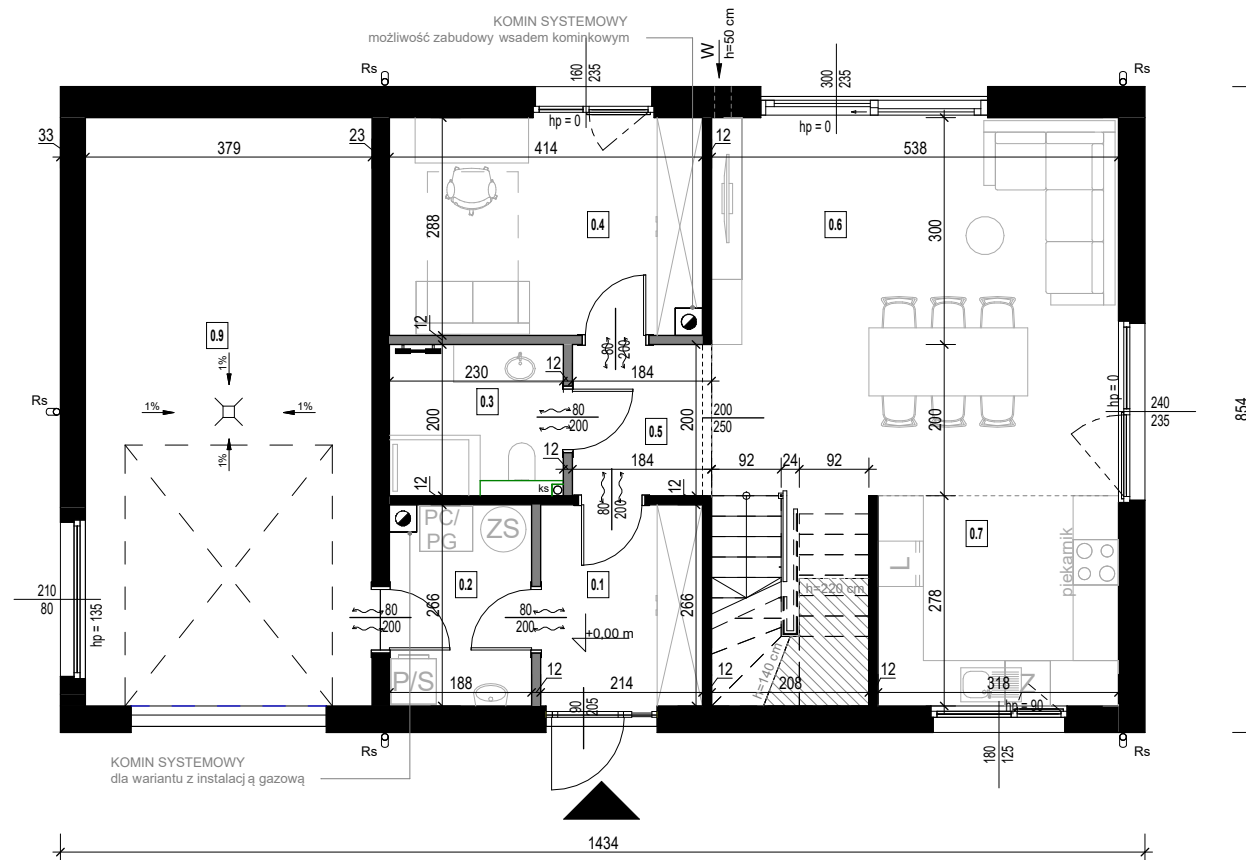 KOMIN SYSTEMOWY
możliwość zabudowy wsadem kominkowym
W
h=50 cm
Rs
160
235
300
235
Rs
hp = 0
hp = 0
33
379
23
414
12
538
288
0.4
0.6
300
12
0.9
80
200
1%
1%
1%
1%
Rs
230
12
184
0.3
80
200
200
0.5
200
200
250
hp = 0
200
240
235
854
12
184
92
24
92
12
ks
12
80
200
PC/
PG
ZS
0.7
L
piekarnik
210
80
hp = 135
0.2
266
0.1
266
h=220 cm
278
80
200
80
200
+0,00 m
h=140 cm
P/S
188
12
214
12
208
12
318
90
205
hp = 90
180
125
Rs
Rs
KOMIN SYSTEMOWY
dla wariantu z instalacj ą gazową
1434